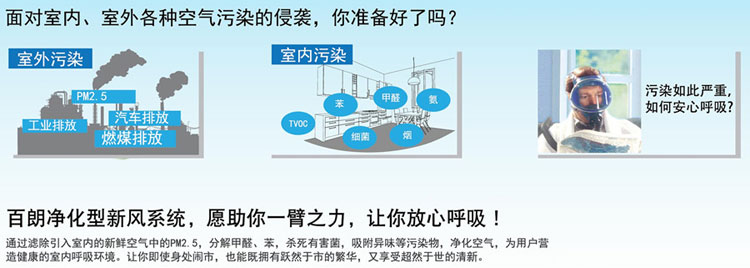 面对室内、室外各种空气污染的侵袭，你准备好了吗？
室外污染
PM2.5
汽车排放
工业排放
燃煤排放
室内污染
苯
甲醛
氨
TVOC
细菌
烟
污染如此严重，
如何安心呼吸?
百朗净化型新风系统，愿助你一臂之力，让你放心呼吸！
通过滤除引入室内的新鲜空气中的PM2.5，分解甲醛、苯，杀死有害菌，吸附异味等污染物，净化空气，为用户营
造健康的室内呼吸环境。让你即使身处闹市，也能既拥有跃然于市的繁华，又享受超然于世的清新。